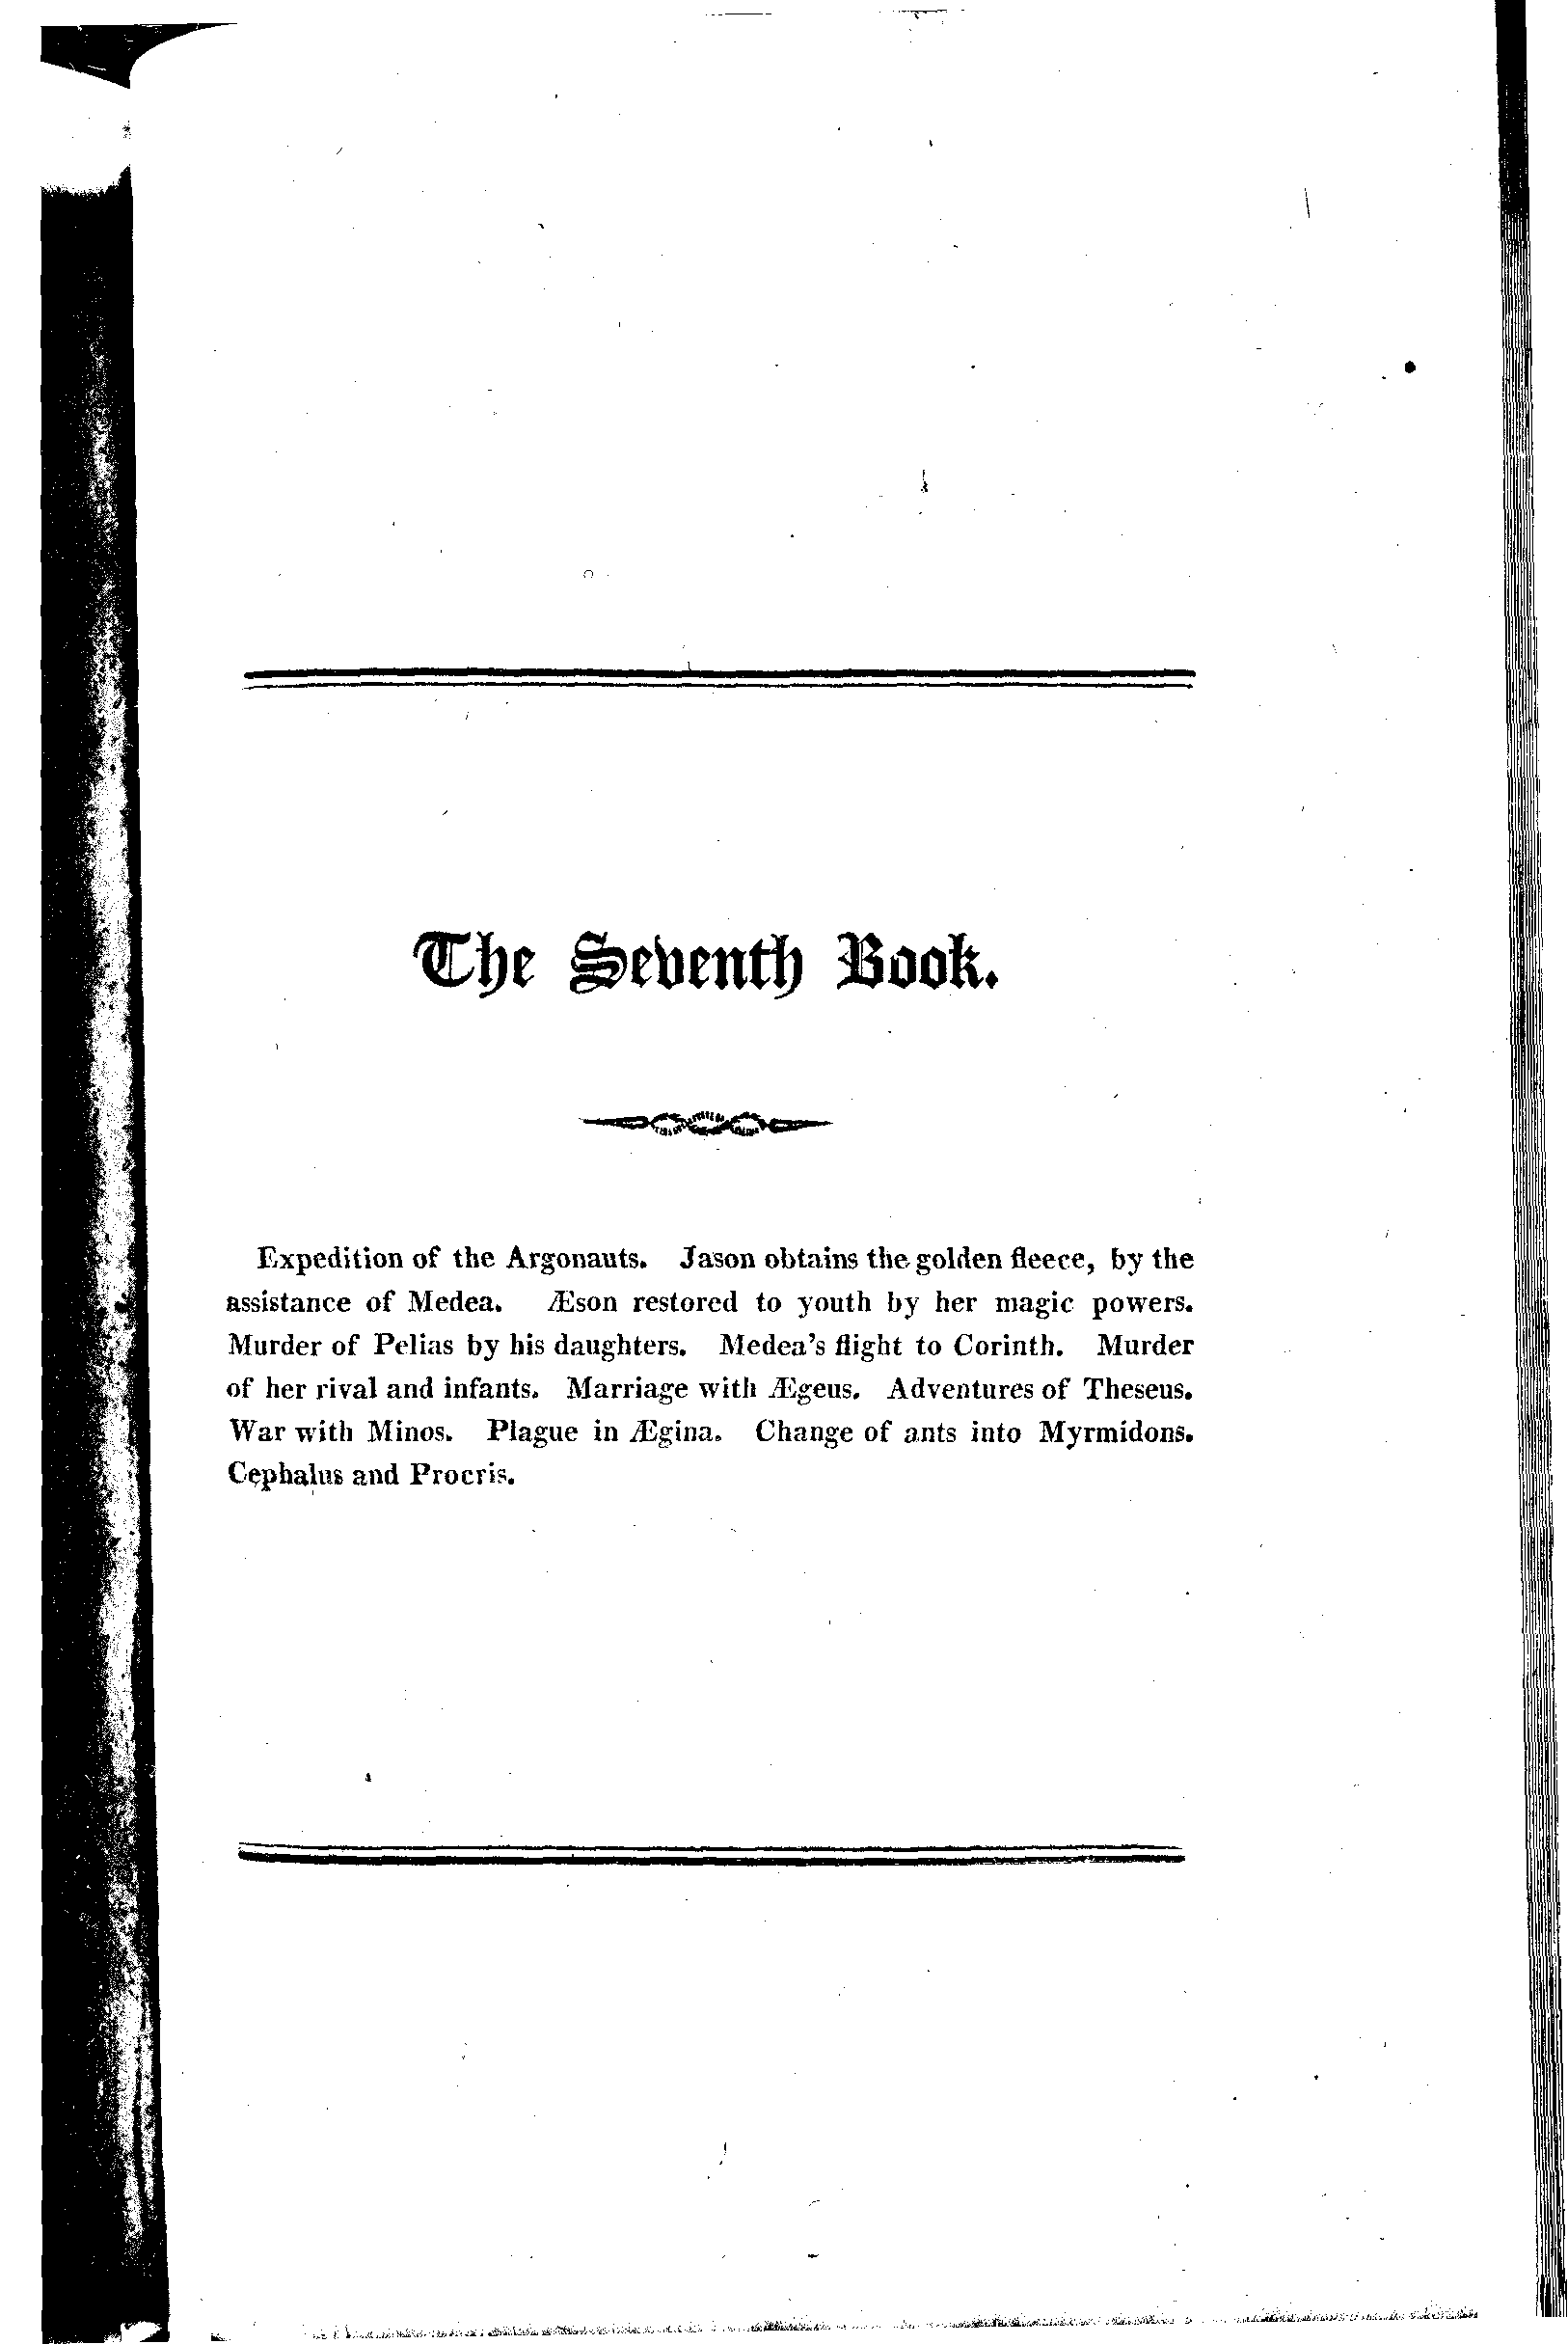 The Seventh Book.
Expedition of the Argonauts. Jason obtains the golden fleece, by the
assistance of Medea. Æson restored to youth by her magic powers.
Murder of Pelias by his daughters. Medea's flight to Corinth. Murder
of her rival and infants. Marriage with Ægeus. Adventures of Theseus.
War with Minos. Plague in Ægina. Change of ants into Myrmidons.
Cephalus and Procris.